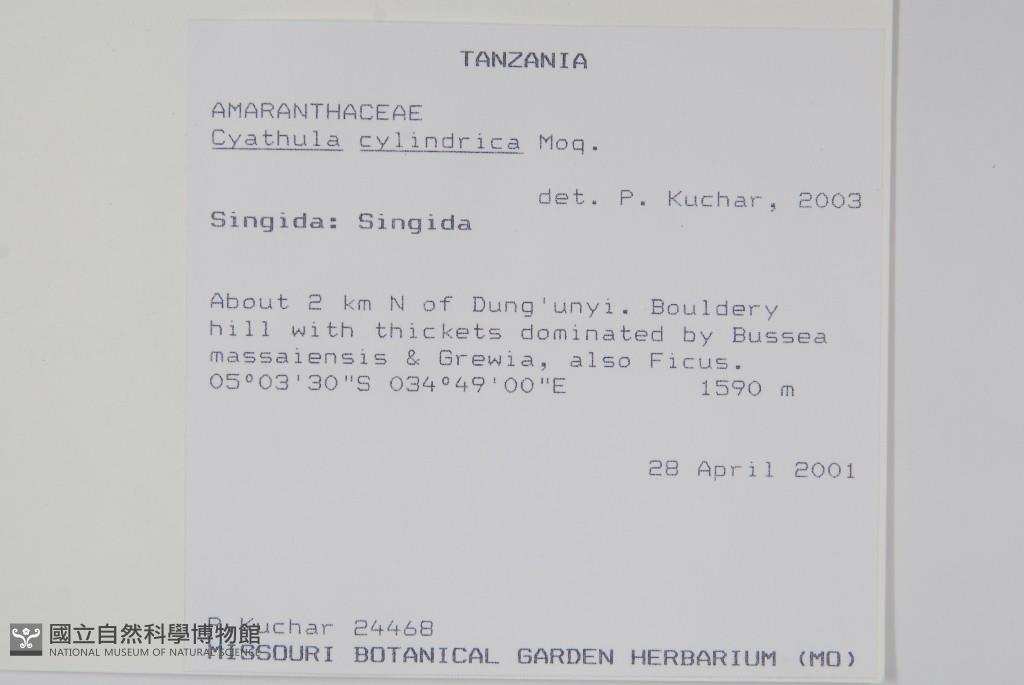 TANZANIA
AMARANTHACEAE
Cyathula cylindrica Moq.
det. P. Kuchar, 2003
Singida: Singida
About 2 km N of Dung'unyi. Bouldery
hill with thickets dominated by Bussea
massaiensis & Grewia, also Ficus.
05°03'30"S 034°49'00"E 1590 m
28 April 2001
P Kuchar 24468
MISSOURI BOTANICAL GARDEN HERBARIUM (MO)
國立自然科學博物館
NATIONAL MUSEUM OF NATURAL SCIENCE